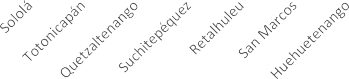 Sololá
Totonicapán
Quetzaltenango
Suchitepéquez
Retalhuleu
San Marcos
Huehuetenango